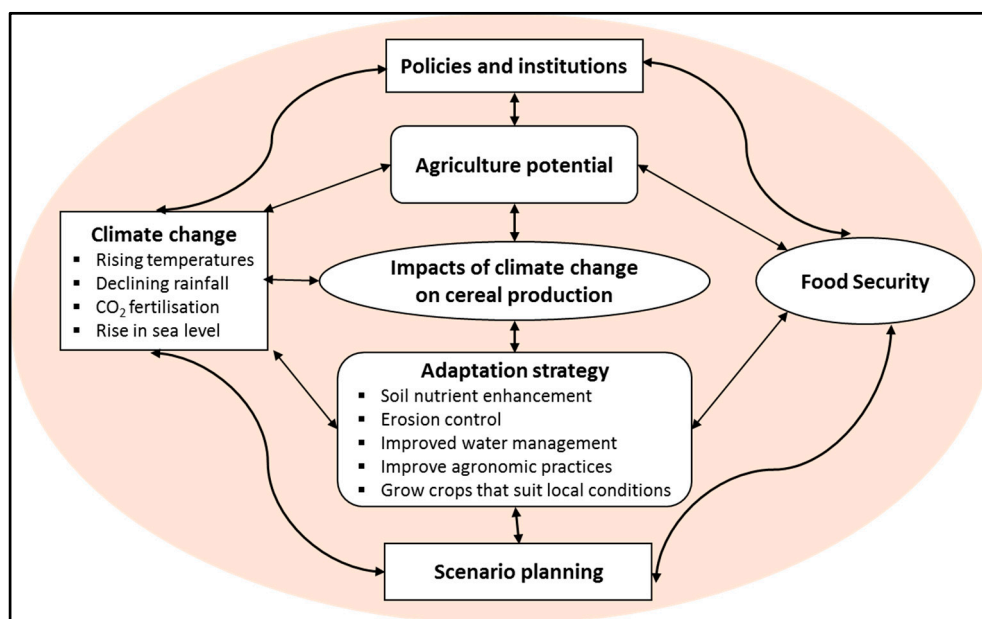 Policies and institutions
Agriculture potential
Climate change
▪ Rising temperatures
▪ Declining rainfall
▪ CO₂ fertilisation
▪ Rise in sea level
Impacts of climate change
on cereal production
Food Security
Adaptation strategy
▪ Soil nutrient enhancement
▪ Erosion control
▪ Improved water management
▪ Improve agronomic practices
▪ Grow crops that suit local conditions
Scenario planning